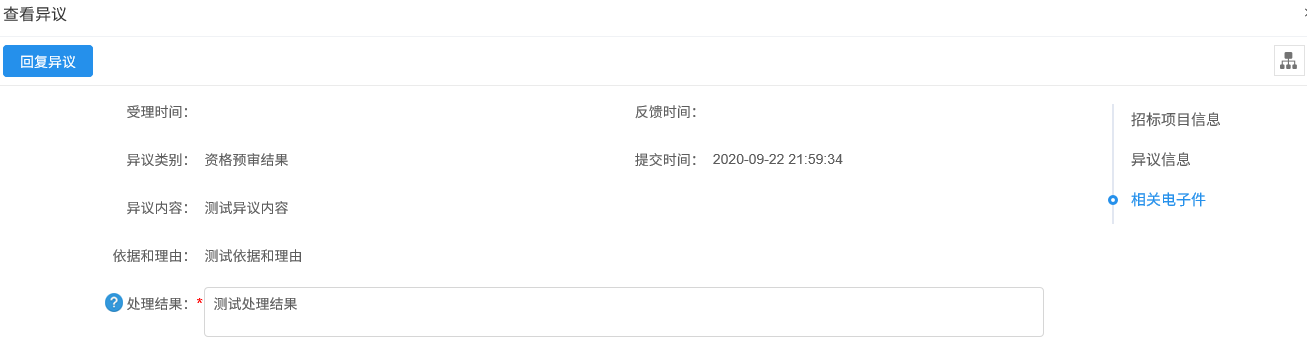 查看异议
回复异议
受理时间： 反馈时间：
招标项目信息
异议类别： 资格预审结果 提交时间： 2020-09-22 21:59:34
异议信息
相关电子件
异议内容： 测试异议内容
依据和理由： 测试依据和理由
? 处理结果：* 测试处理结果